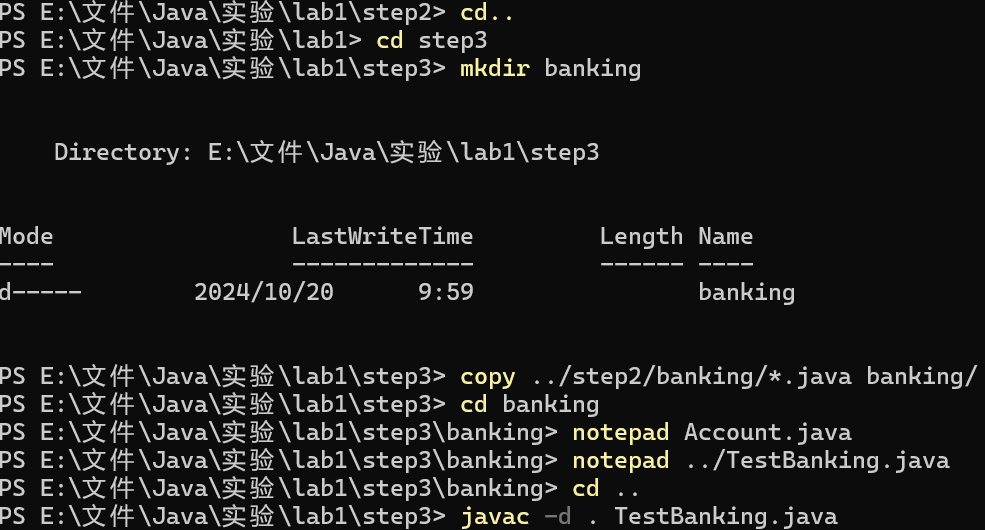 PS E:\文件\Java\实验\lab1\step2> cd..
PS E:\文件\Java\实验\lab1> cd step3
PS E:\文件\Java\实验\lab1\step3> mkdir banking
Directory: E:\文件\Java\实验\lab1\step3
Mode LastWriteTime Length Name
---- ------------- ------ ----
d----- 2024/10/20 9:59 banking
PS E:\文件\Java\实验\lab1\step3> copy ../step2/banking/*.java banking/
PS E:\文件\Java\实验\lab1\step3> cd banking
PS E:\文件\Java\实验\lab1\step3\banking> notepad Account.java
PS E:\文件\Java\实验\lab1\step3\banking> notepad ../TestBanking.java
PS E:\文件\Java\实验\lab1\step3\banking> cd ..
PS E:\文件\Java\实验\lab1\step3> javac -d . TestBanking.java